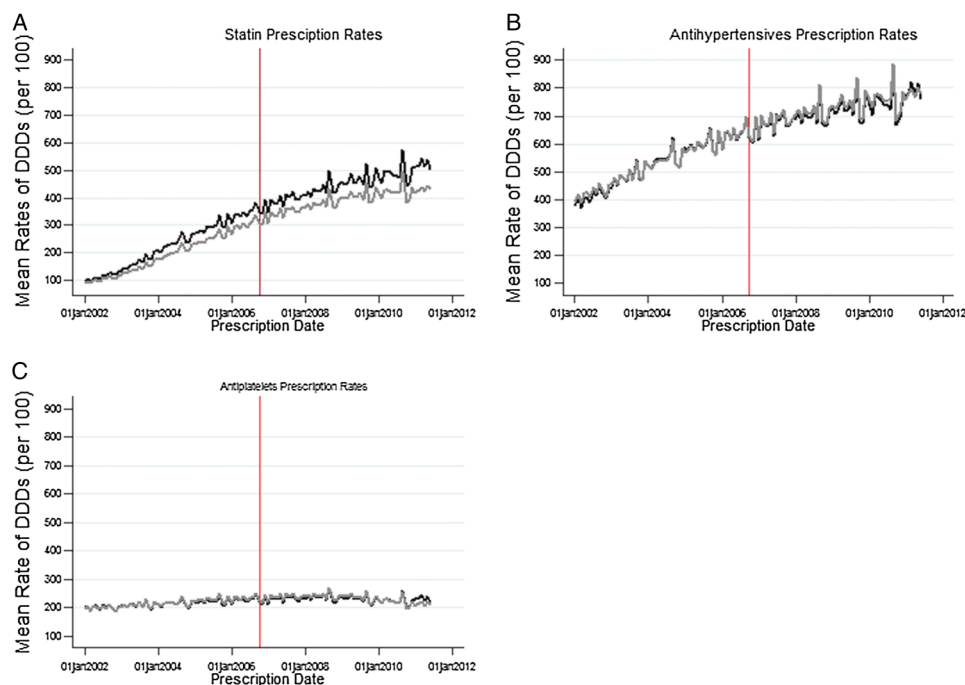 A
Statin Presciption Rates
Mean Rates of DDDs (per 100)
900
800
700
600
500
400
300
200
100
01Jan2002 01Jan2004 01Jan2006 01Jan2008 01Jan2010 01Jan2012
Prescription Date
B
Antihypertensives Prescription Rates
Mean Rate of DDDs (per 100)
900
800
700
600
500
400
300
200
100
01Jan2002 01Jan2004 01Jan2006 01Jan2008 01Jan2010 01Jan2012
Prescription Date
C
Antiplatelets Prescription Rates
Mean Rate of DDDs (per 100)
900
800
700
600
500
400
300
200
100
01Jan2002 01Jan2004 01Jan2006 01Jan2008 01Jan2010 01Jan2012
Prescription Date